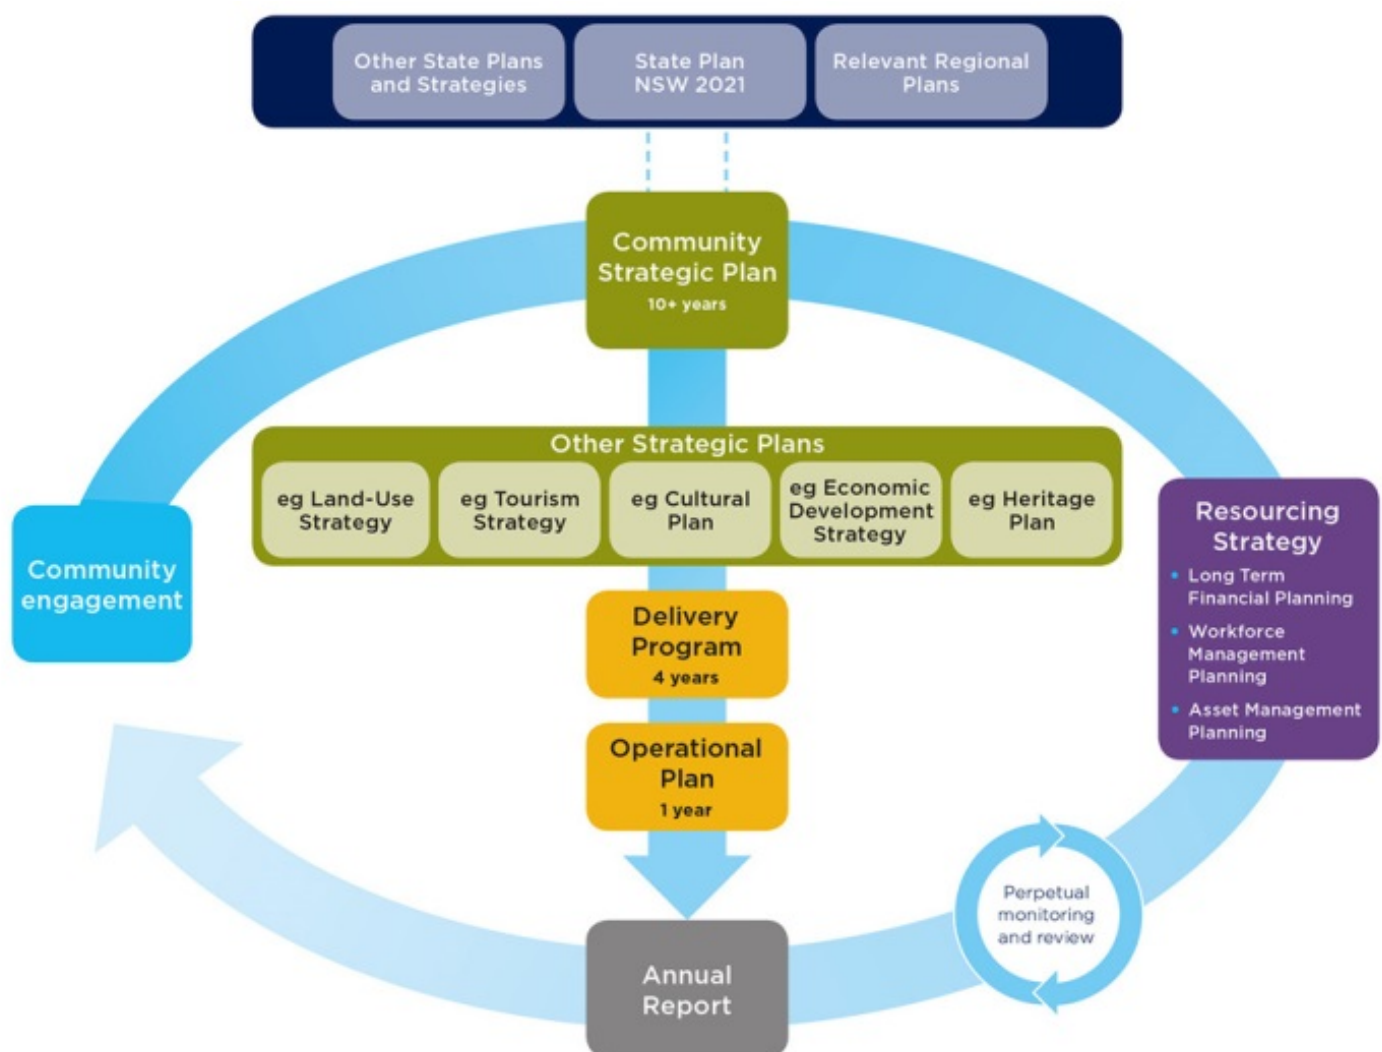 Other State Plans
and Strategies
State Plan
NSW 2021
Relevant Regional
Plans
Community
Strategic Plan
10+ years
Other Strategic Plans
eg Land-Use
Strategy
eg Tourism
Strategy
eg Cultural
Plan
eg Economic
Development
Strategy
eg Heritage
Plan
Community
engagement
Resourcing
Strategy
• Long Term
Financial Planning
• Workforce
Management
Planning
• Asset Management
Planning
Delivery
Program
4 years
Operational
Plan
1 year
Perpetual
monitoring
and review
Annual
Report